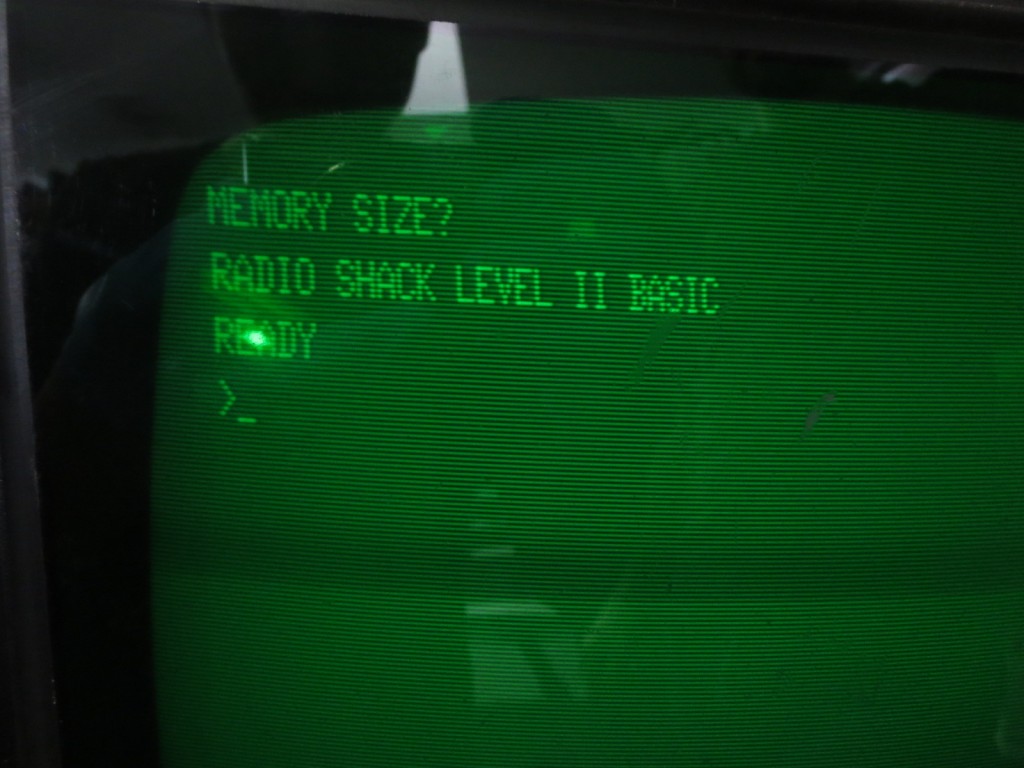 MEMORY SIZE?
RADIO SHACK LEVEL II BASIC
READY
>_